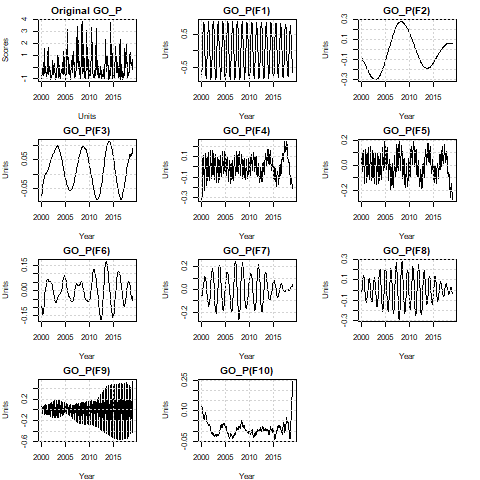 Original GO_P
Scores
4
3
2
1
-1
2000 2005 2010 2015
Units
GO_P(F1)
Units
0.5
-0.5
2000 2005 2010 2015
Year
GO_P(F2)
Units
0.3
0.1
-0.1
-0.3
2000 2005 2010 2015
Year
GO_P(F3)
Units
0.05
-0.05
2000 2005 2010 2015
Year
GO_P(F4)
Units
0.2
0.0
-0.3
2000 2005 2010 2015
Year
GO_P(F5)
Units
0.2
0.0
-0.2
2000 2005 2010 2015
Year
GO_P(F6)
Units
0.15
0.00
-0.15
2000 2005 2010 2015
Year
GO_P(F7)
Units
0.2
0.0
-0.2
2000 2005 2010 2015
Year
GO_P(F8)
Units
0.3
0.1
-0.1
-0.3
2000 2005 2010 2015
Year
GO_P(F9)
Units
0.2
-0.2
-0.6
2000 2005 2010 2015
Year
GO_P(F10)
Units
0.25
0.10
-0.05
2000 2005 2010 2015
Year